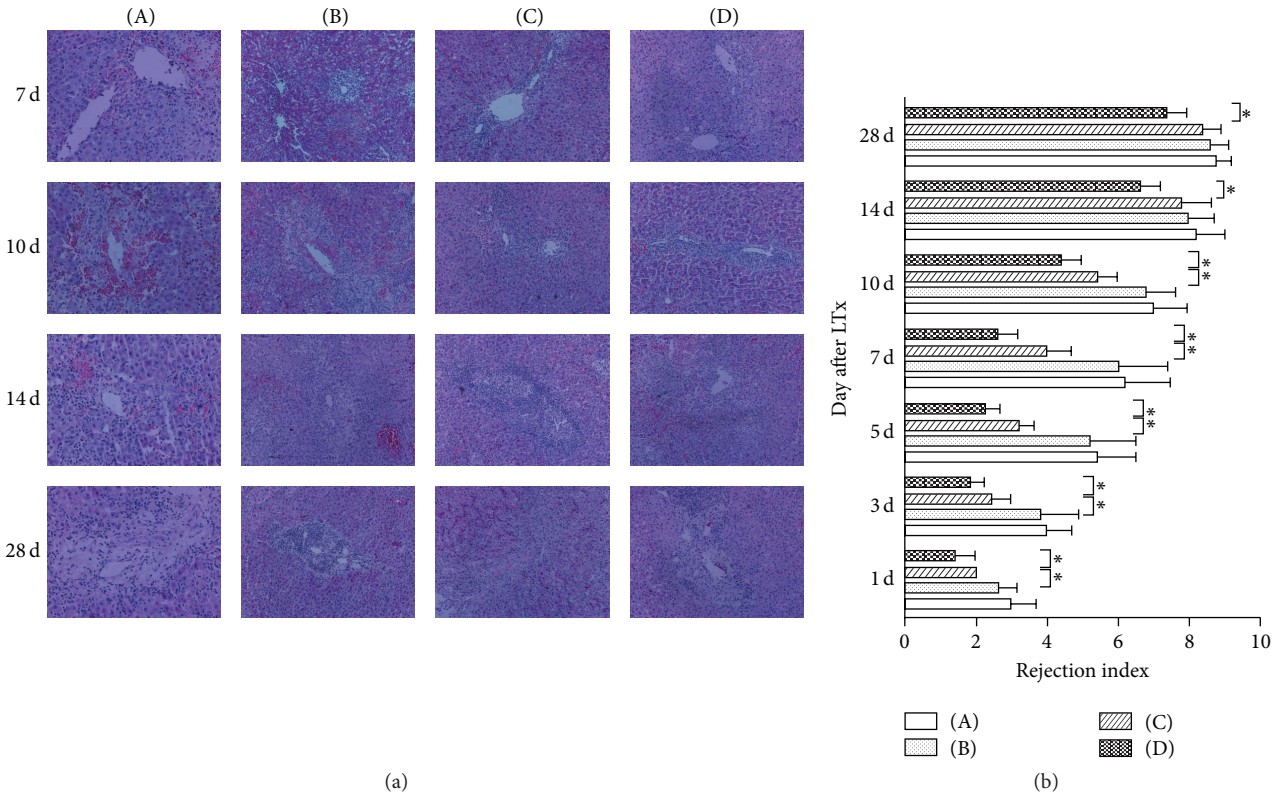 (A) (B) (C) (D)
7 d
10 d
14 d
28 d
(a)
Day after LTx
28 d
*
14 d
*
10 d
*
*
7 d
*
*
5 d
*
*
3 d
*
*
1 d
*
*
0 2 4 6 8 10
Rejection index
(A) (C)
(B) (D)
(b)